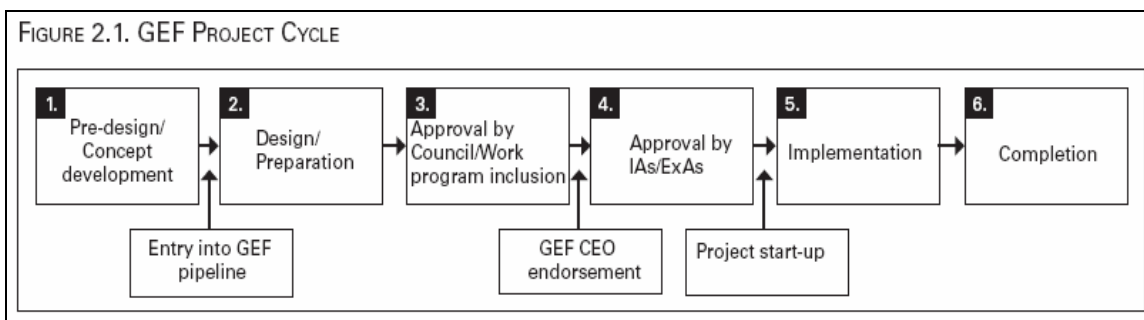 FIGURE 2.1. GEF PROJECT CYCLE
1.
Pre-design/
Concept
development
2.
Design/
Preparation
3.
Approval by
Council/Work
program inclusion
4.
Approval by
IAs/ExAs
5.
Implementation
6.
Completion
Entry into GEF
pipeline
GEF CEO
endorsement
Project start-up